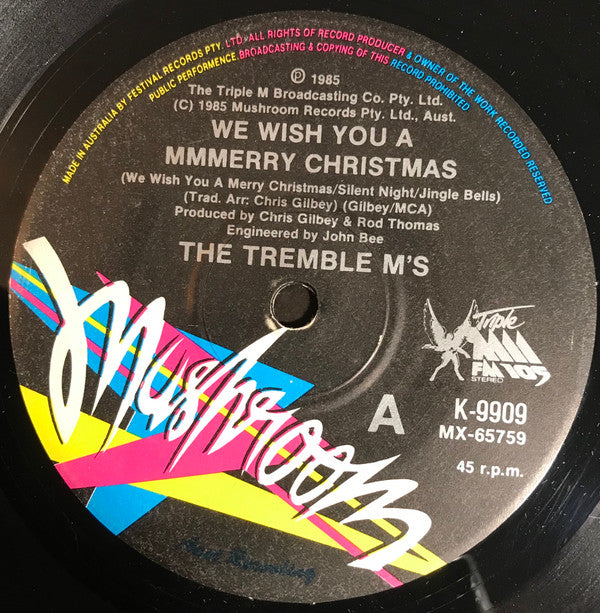 MADE IN AUSTRALIA BY FESTIVAL RECORDS PTY. LTD. ALL RIGHTS OF RECORD PRODUCER & OWNER OF THE WORK RECORDED RESERVED
PUBLIC PERFORMENCE, BROADCASTING & COPYING OF THIS RECORD PROHIBITED
Ⓟ 1985
The Triple M Broadcasting Co. Pty. Ltd.
(C) 1985 Mushroom Records Pty. Ltd., Aust.
WE WISH YOU A
MMMERRY CHRISTMAS
(We Wish You A Merry Christmas/Silent Night/Jingle Bells)
(Trad. Arr: Chris Gilbey) (Gilbey/MCA)
Produced by Chris Gilbey & Rod Thomas
Engineered by John Bee
THE TREMBLE M'S
Mushroom
Triple
MMM
FM 105
STEREO
A
K-9909
MX-65759
45 r.p.m.